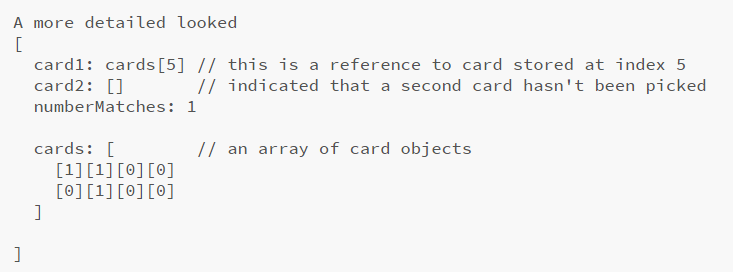 A more detailed looked
[
  card1: cards[5] // this is a reference to card stored at index 5
  card2: []       // indicated that a second card hasn't been picked
  numberMatches: 1

  cards: [        // an array of card objects
    [1][1][0][0]
    [0][1][0][0]
  ]

]